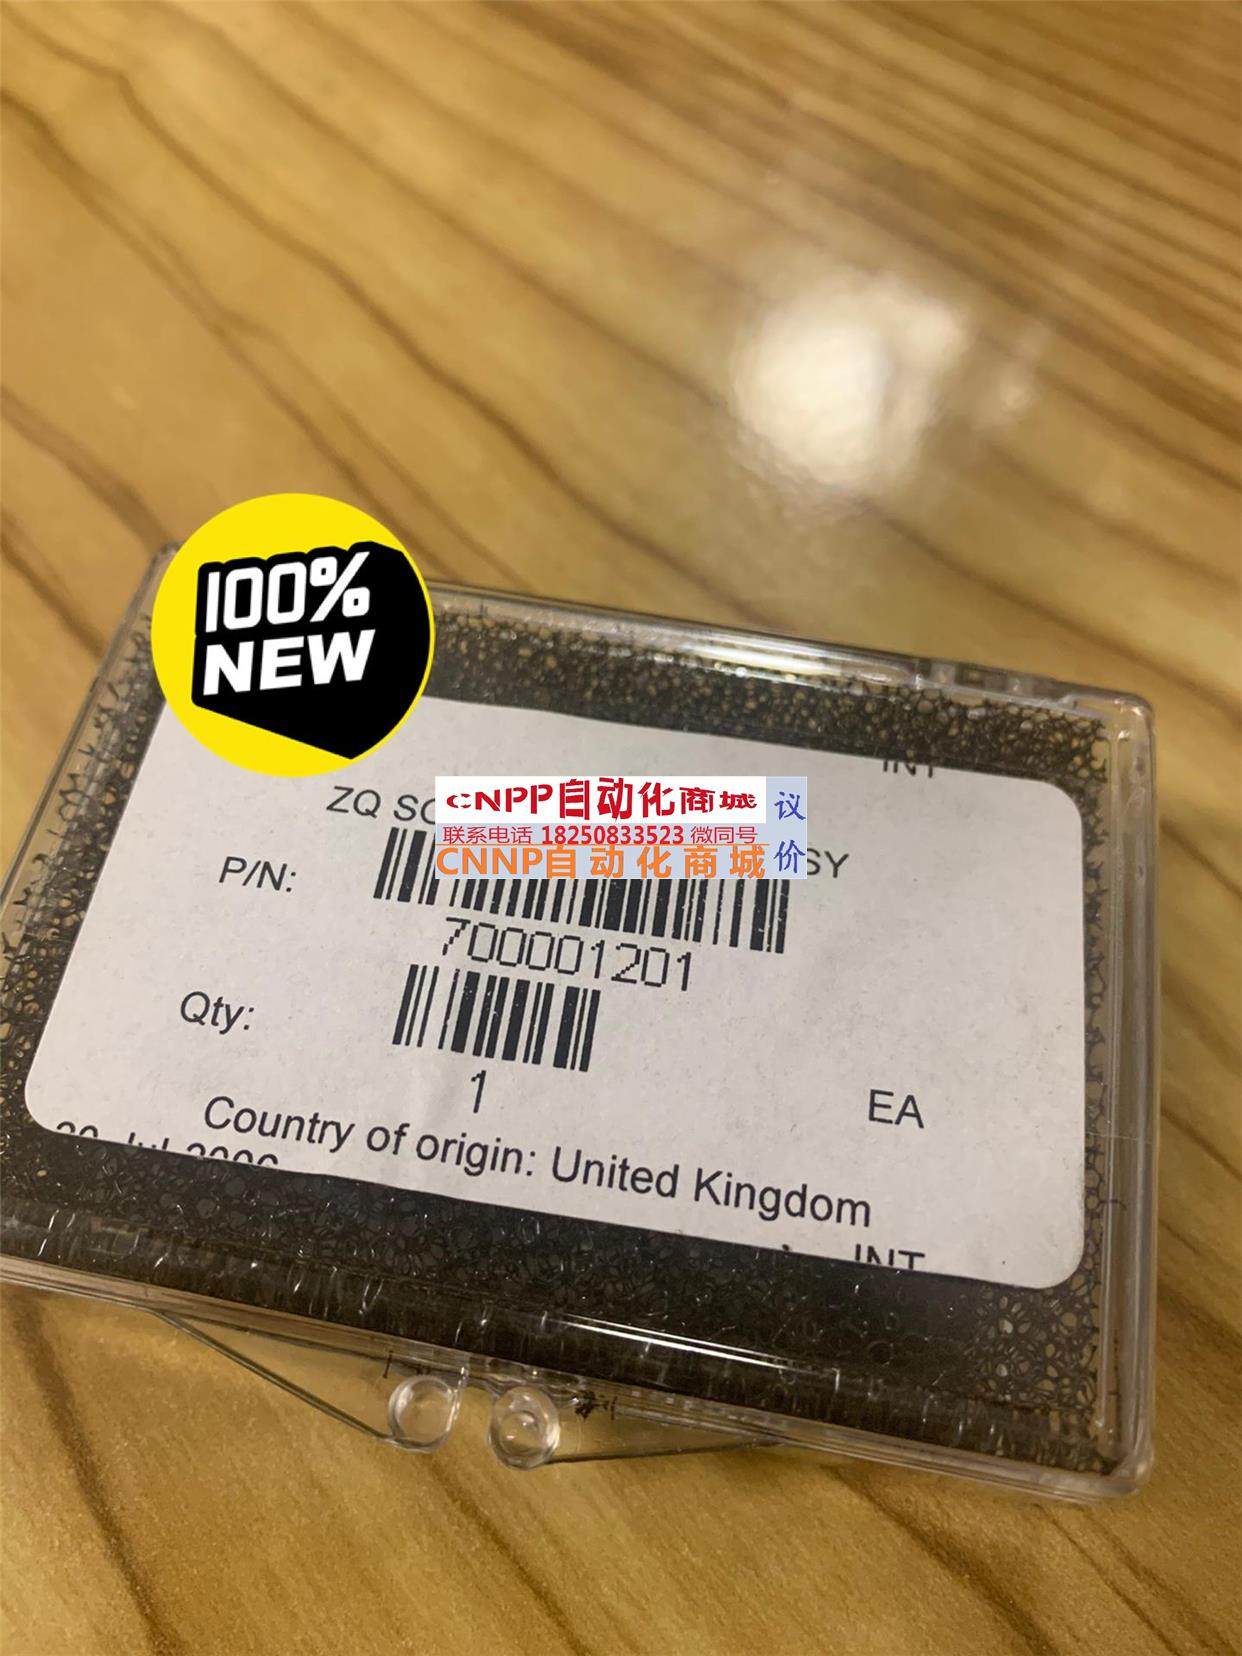 100%
NEW
INT
CNPP自动化商城
议价
联系电话 18250833523 微同号
CNNP自动化商城
ZQ
P/N:
700001201
Qty:
1
EA
Country of origin: United Kingdom
INT